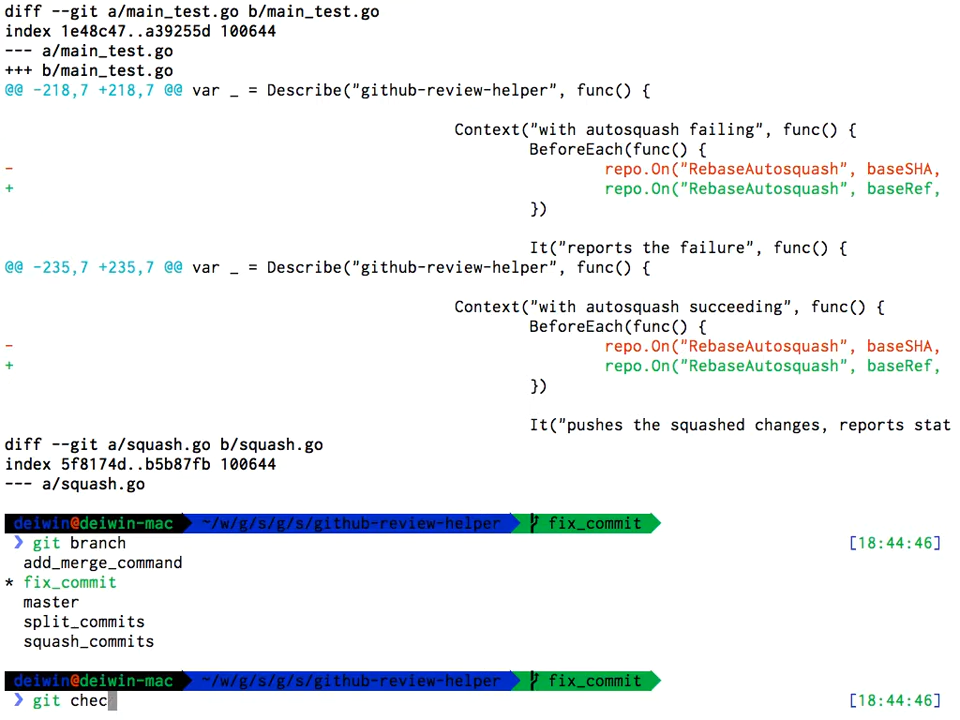 diff --git a/main_test.go b/main_test.go
index 1e48c47..a39255d 100644
--- a/main_test.go
+++ b/main_test.go
@@ -218,7 +218,7 @@ var _ = Describe("github-review-helper", func() {
Context("with autosquash failing", func() {
BeforeEach(func() {
- repo.On("RebaseAutosquash", baseSHA,
+ repo.On("RebaseAutosquash", baseRef,
})
It("reports the failure", func() {
@@ -235,7 +235,7 @@ var _ = Describe("github-review-helper", func() {
Context("with autosquash succeeding", func() {
BeforeEach(func() {
- repo.On("RebaseAutosquash", baseSHA,
+ repo.On("RebaseAutosquash", baseRef,
})
It("pushes the squashed changes, reports stat
diff --git a/squash.go b/squash.go
index 5f8174d..b5b87fb 100644
--- a/squash.go
deiwin@deiwin-mac ~/w/g/s/g/s/github-review-helper fix_commit
❯ git branch [18:44:46]
add_merge_command
* fix_commit
master
split_commits
squash_commits
deiwin@deiwin-mac ~/w/g/s/g/s/github-review-helper fix_commit
❯ git chec [18:44:46]